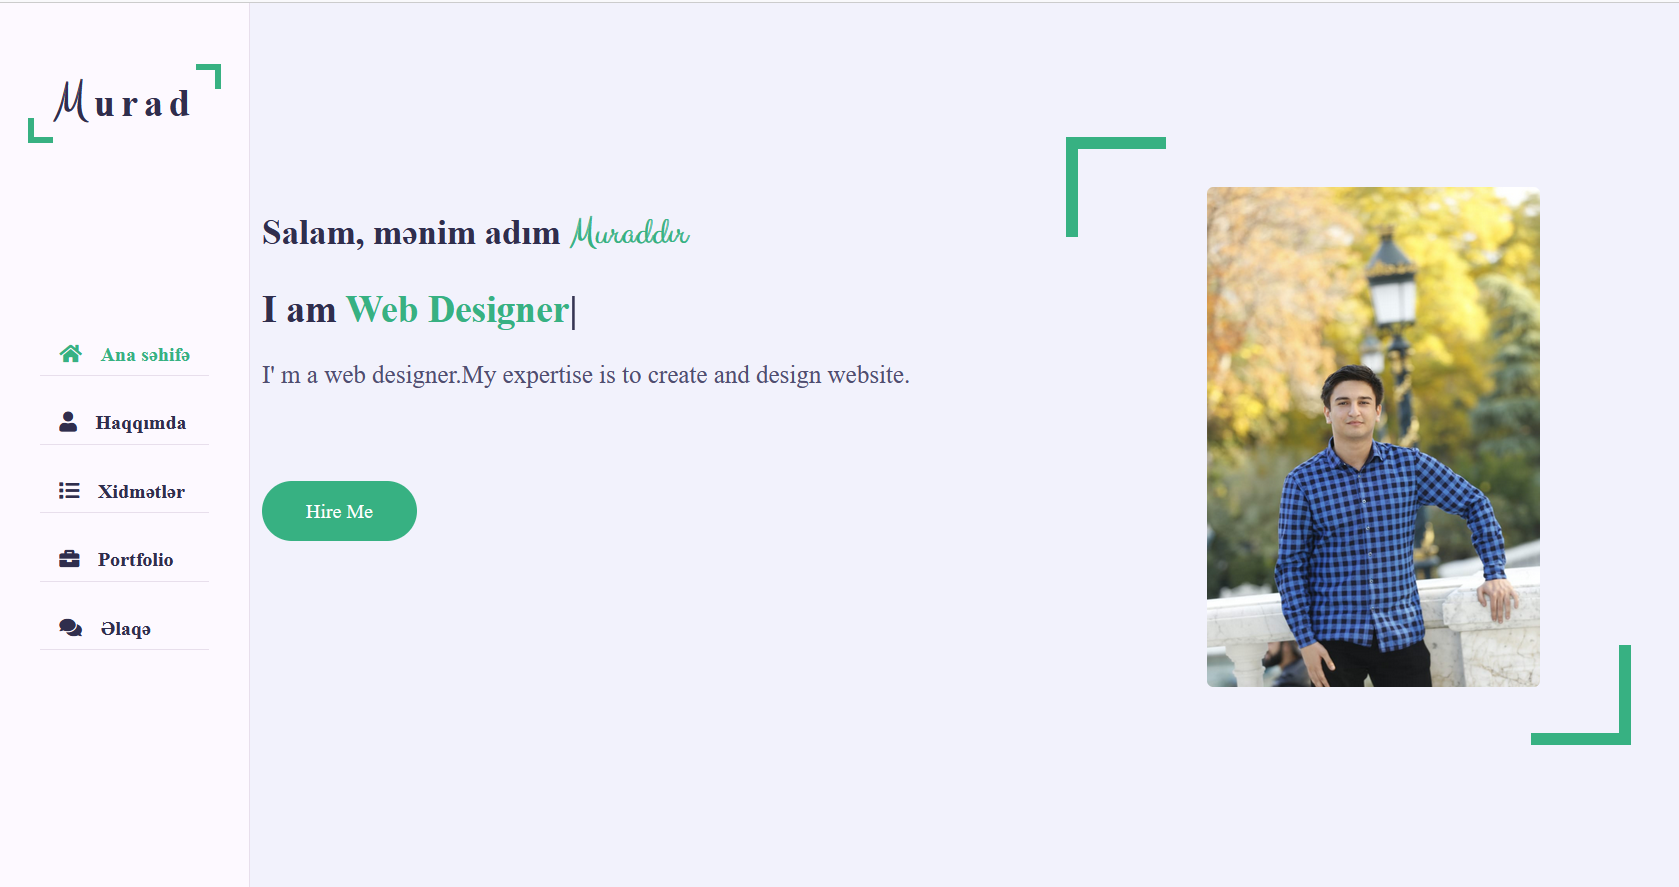 Murad
Ana səhifə
Haqqımda
Xidmətlər
Portfolio
Əlaqə
Salam, mənim adım Muraddır
I am Web Designer|
I' m a web designer.My expertise is to create and design website.
Hire Me